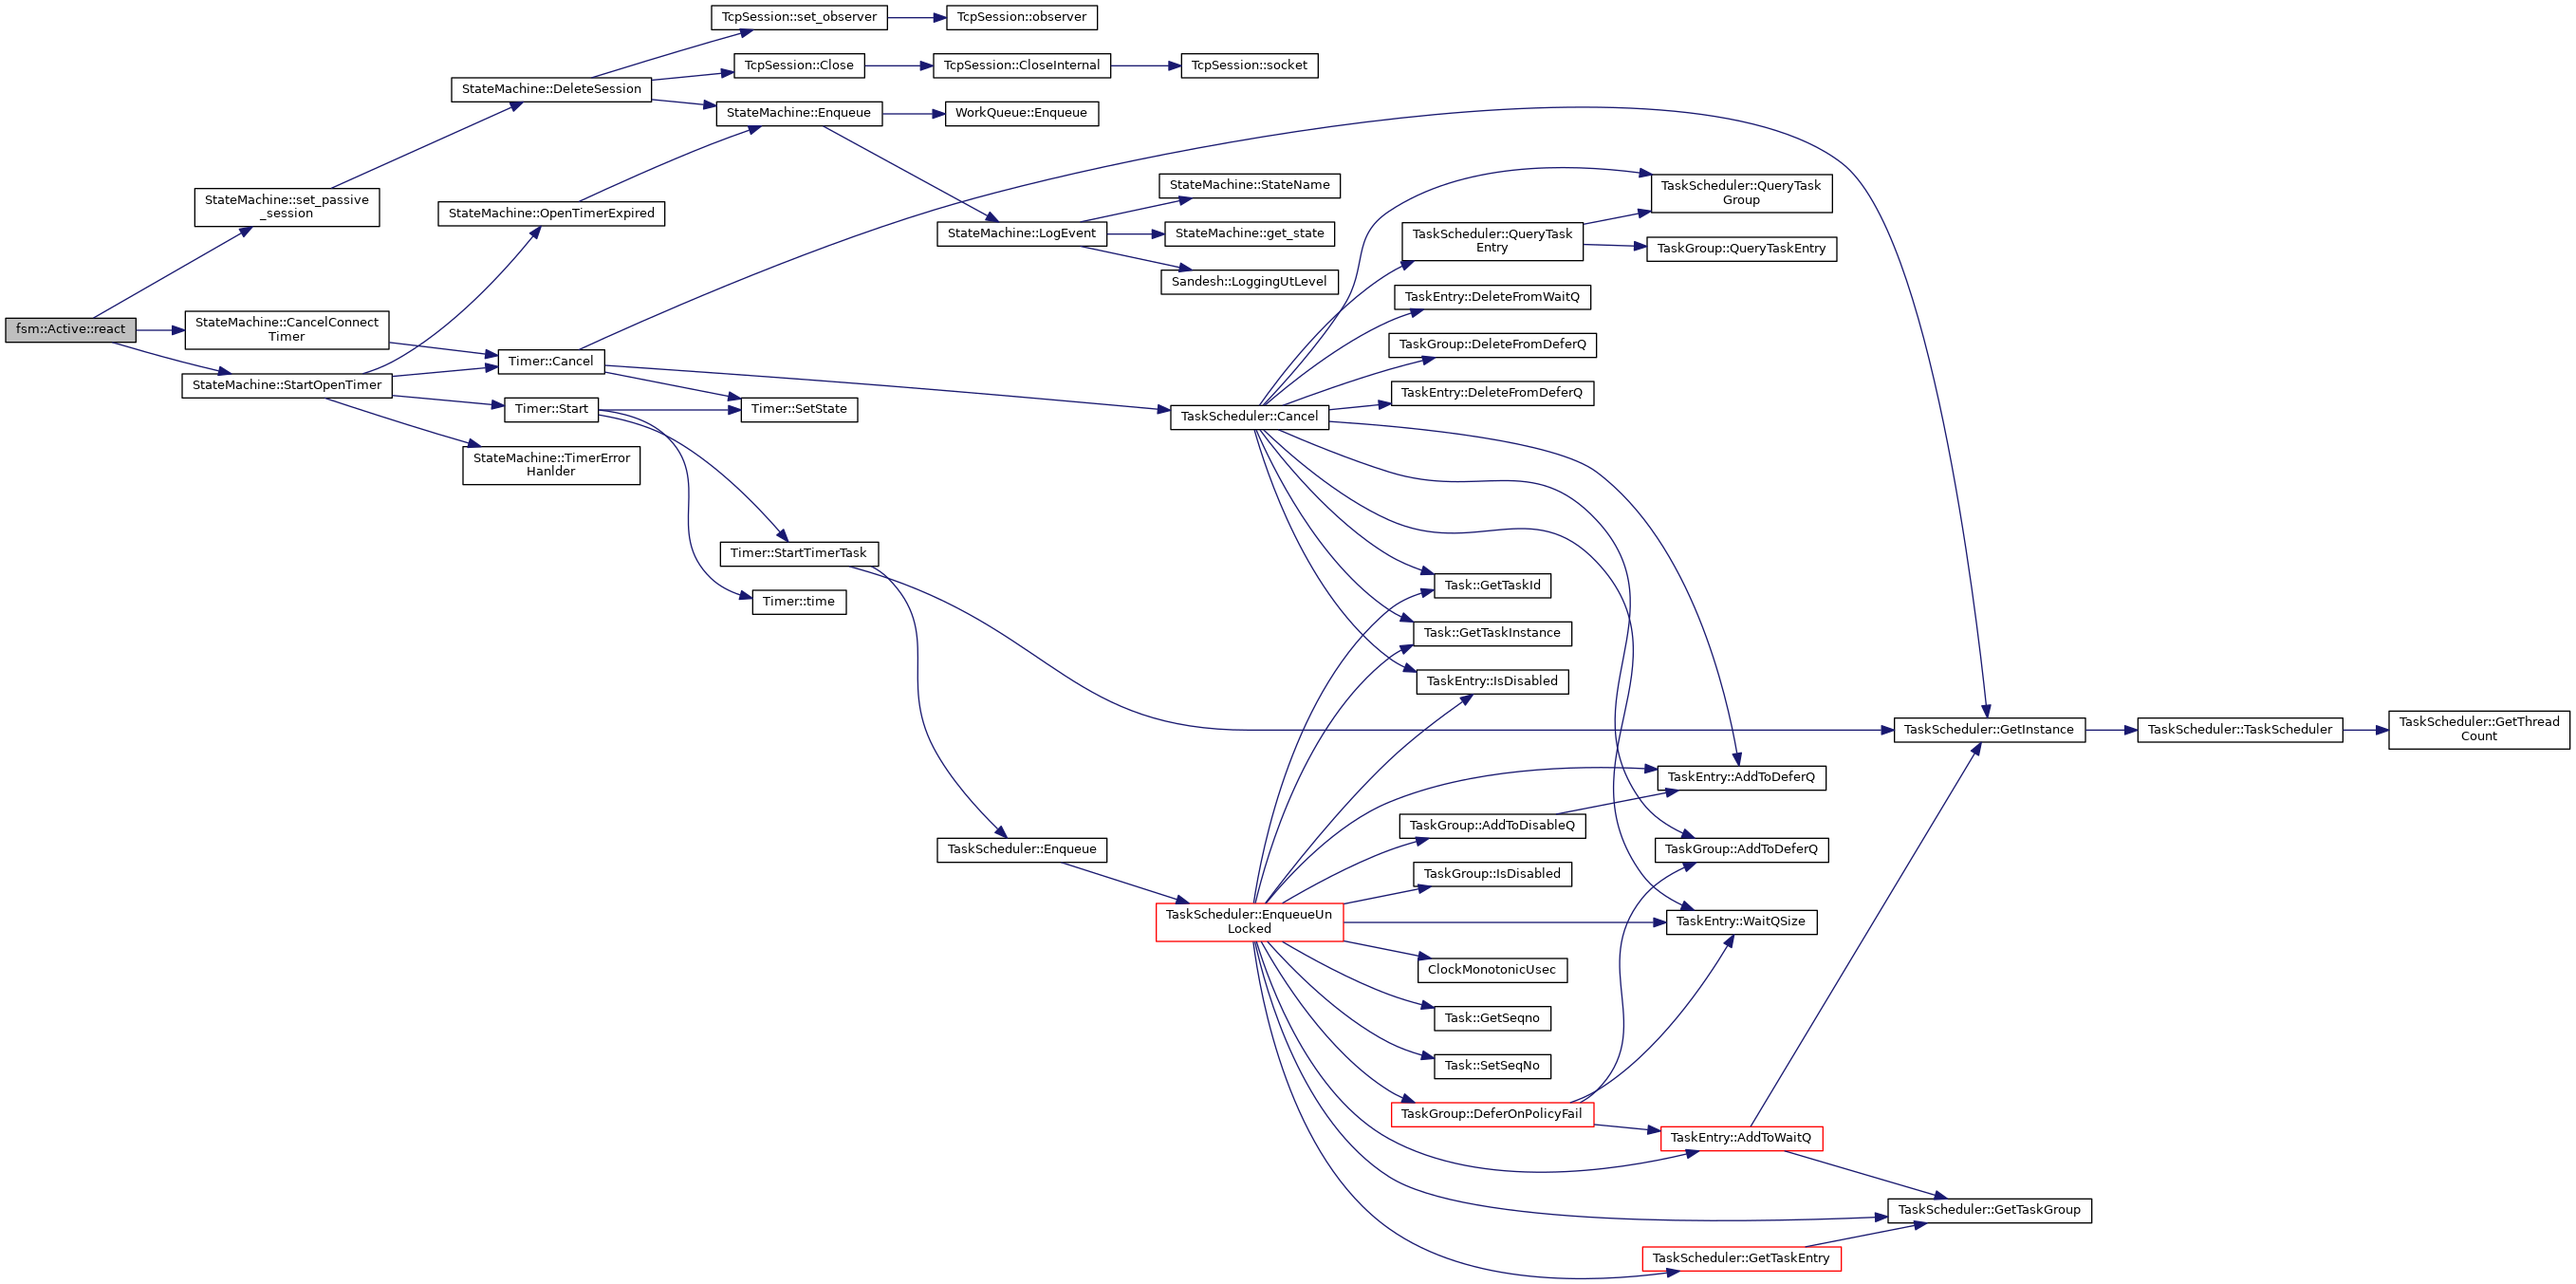 TcpSession::set_observer
TcpSession::observer
TcpSession::Close
TcpSession::CloseInternal
TcpSession::socket
StateMachine::DeleteSession
StateMachine::Enqueue
WorkQueue::Enqueue
StateMachine::set_passive
_session
StateMachine::OpenTimerExpired
StateMachine::StateName
StateMachine::LogEvent
StateMachine::get_state
Sandesh::LoggingUtLevel
TaskScheduler::QueryTask
Group
TaskScheduler::QueryTask
Entry
TaskGroup::QueryTaskEntry
TaskEntry::DeleteFromWaitQ
fsm::Active::react
StateMachine::CancelConnect
Timer
TaskGroup::DeleteFromDeferQ
Timer::Cancel
StateMachine::StartOpenTimer
TaskEntry::DeleteFromDeferQ
Timer::Start
Timer::SetState
TaskScheduler::Cancel
StateMachine::TimerError
Hanlder
Timer::StartTimerTask
Timer::time
Task::GetTaskId
Task::GetTaskInstance
TaskEntry::IsDisabled
TaskScheduler::GetInstance
TaskScheduler::TaskScheduler
TaskScheduler::GetThread
Count
TaskEntry::AddToDeferQ
TaskGroup::AddToDisableQ
TaskScheduler::Enqueue
TaskGroup::AddToDeferQ
TaskGroup::IsDisabled
TaskScheduler::EnqueueUn
Locked
TaskEntry::WaitQSize
ClockMonotonicUsec
Task::GetSeqno
Task::SetSeqNo
TaskGroup::DeferOnPolicyFail
TaskEntry::AddToWaitQ
TaskScheduler::GetTaskGroup
TaskScheduler::GetTaskEntry